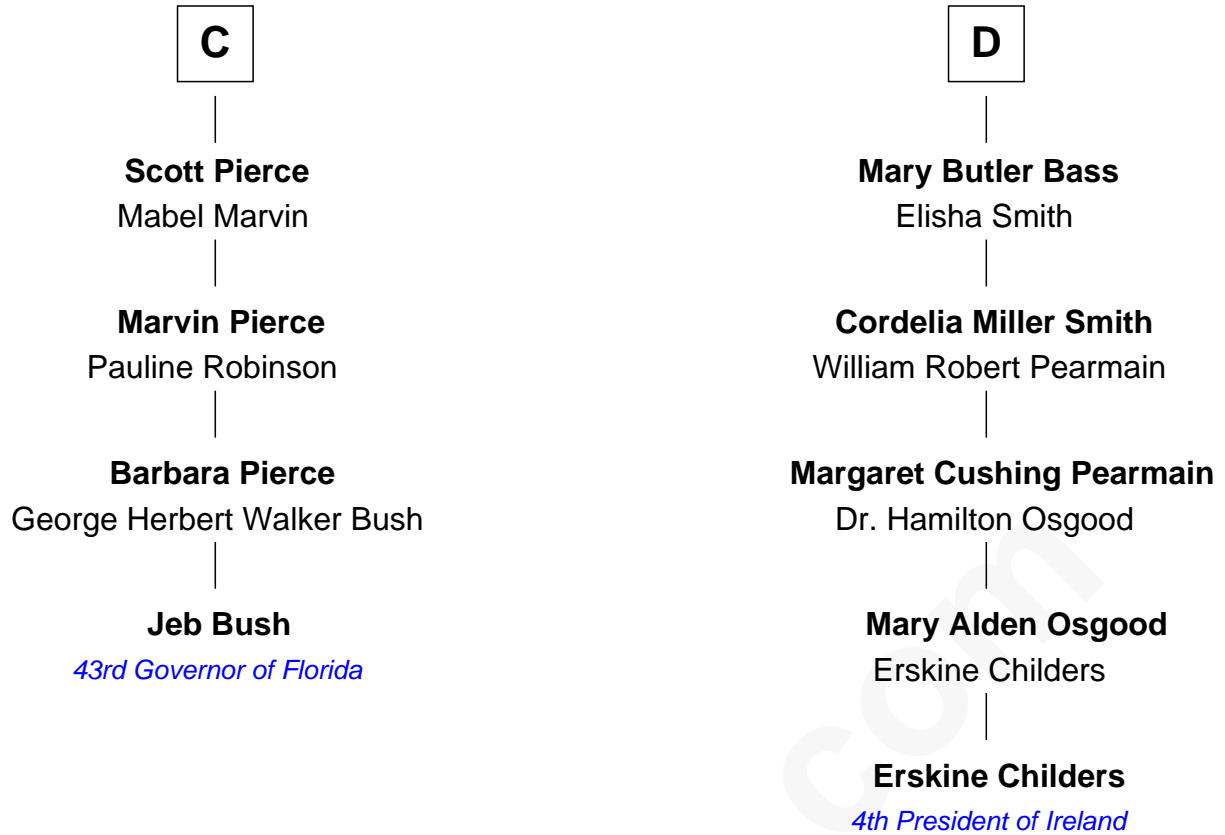 C
Scott Pierce
Mabel Marvin
Marvin Pierce
Pauline Robinson
Barbara Pierce
George Herbert Walker Bush
Jeb Bush
43rd Governor of Florida
D
Mary Butler Bass
Elisha Smith
Cordelia Miller Smith
William Robert Pearmain
Margaret Cushing Pearmain
Dr. Hamilton Osgood
Mary Alden Osgood
Erskine Childers
Erskine Childers
4th President of Ireland
com